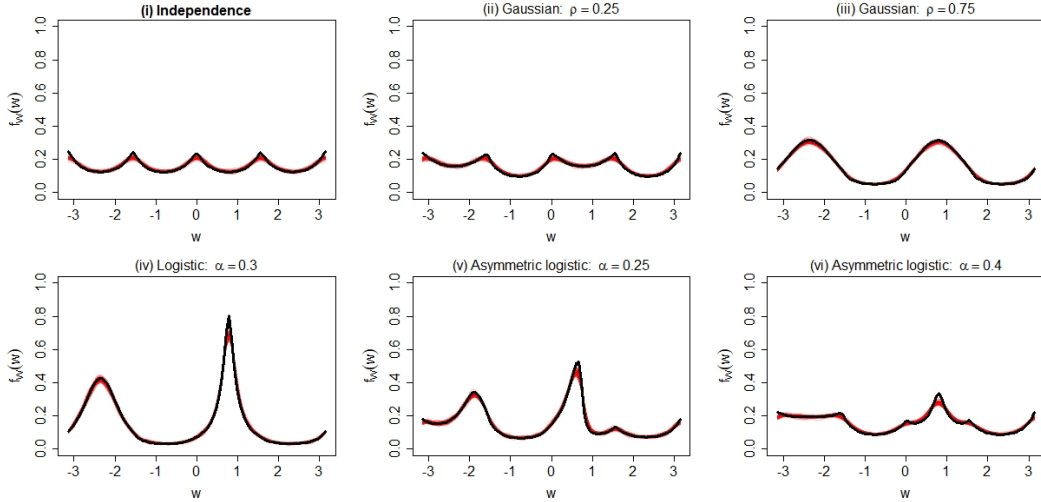 (i) Independence
(ii) Gaussian: ρ = 0.25
(iii) Gaussian: ρ = 0.75
f_W(w)
0.0 0.2 0.4 0.6 0.8 1.0
-3 -2 -1 0 1 2 3
w
f_W(w)
0.0 0.2 0.4 0.6 0.8 1.0
-3 -2 -1 0 1 2 3
w
f_W(w)
0.0 0.2 0.4 0.6 0.8 1.0
-3 -2 -1 0 1 2 3
w
(iv) Logistic: α = 0.3
(v) Asymmetric logistic: α = 0.25
(vi) Asymmetric logistic: α = 0.4
f_W(w)
0.0 0.2 0.4 0.6 0.8 1.0
-3 -2 -1 0 1 2 3
w
f_W(w)
0.0 0.2 0.4 0.6 0.8 1.0
-3 -2 -1 0 1 2 3
w
f_W(w)
0.0 0.2 0.4 0.6 0.8 1.0
-3 -2 -1 0 1 2 3
w